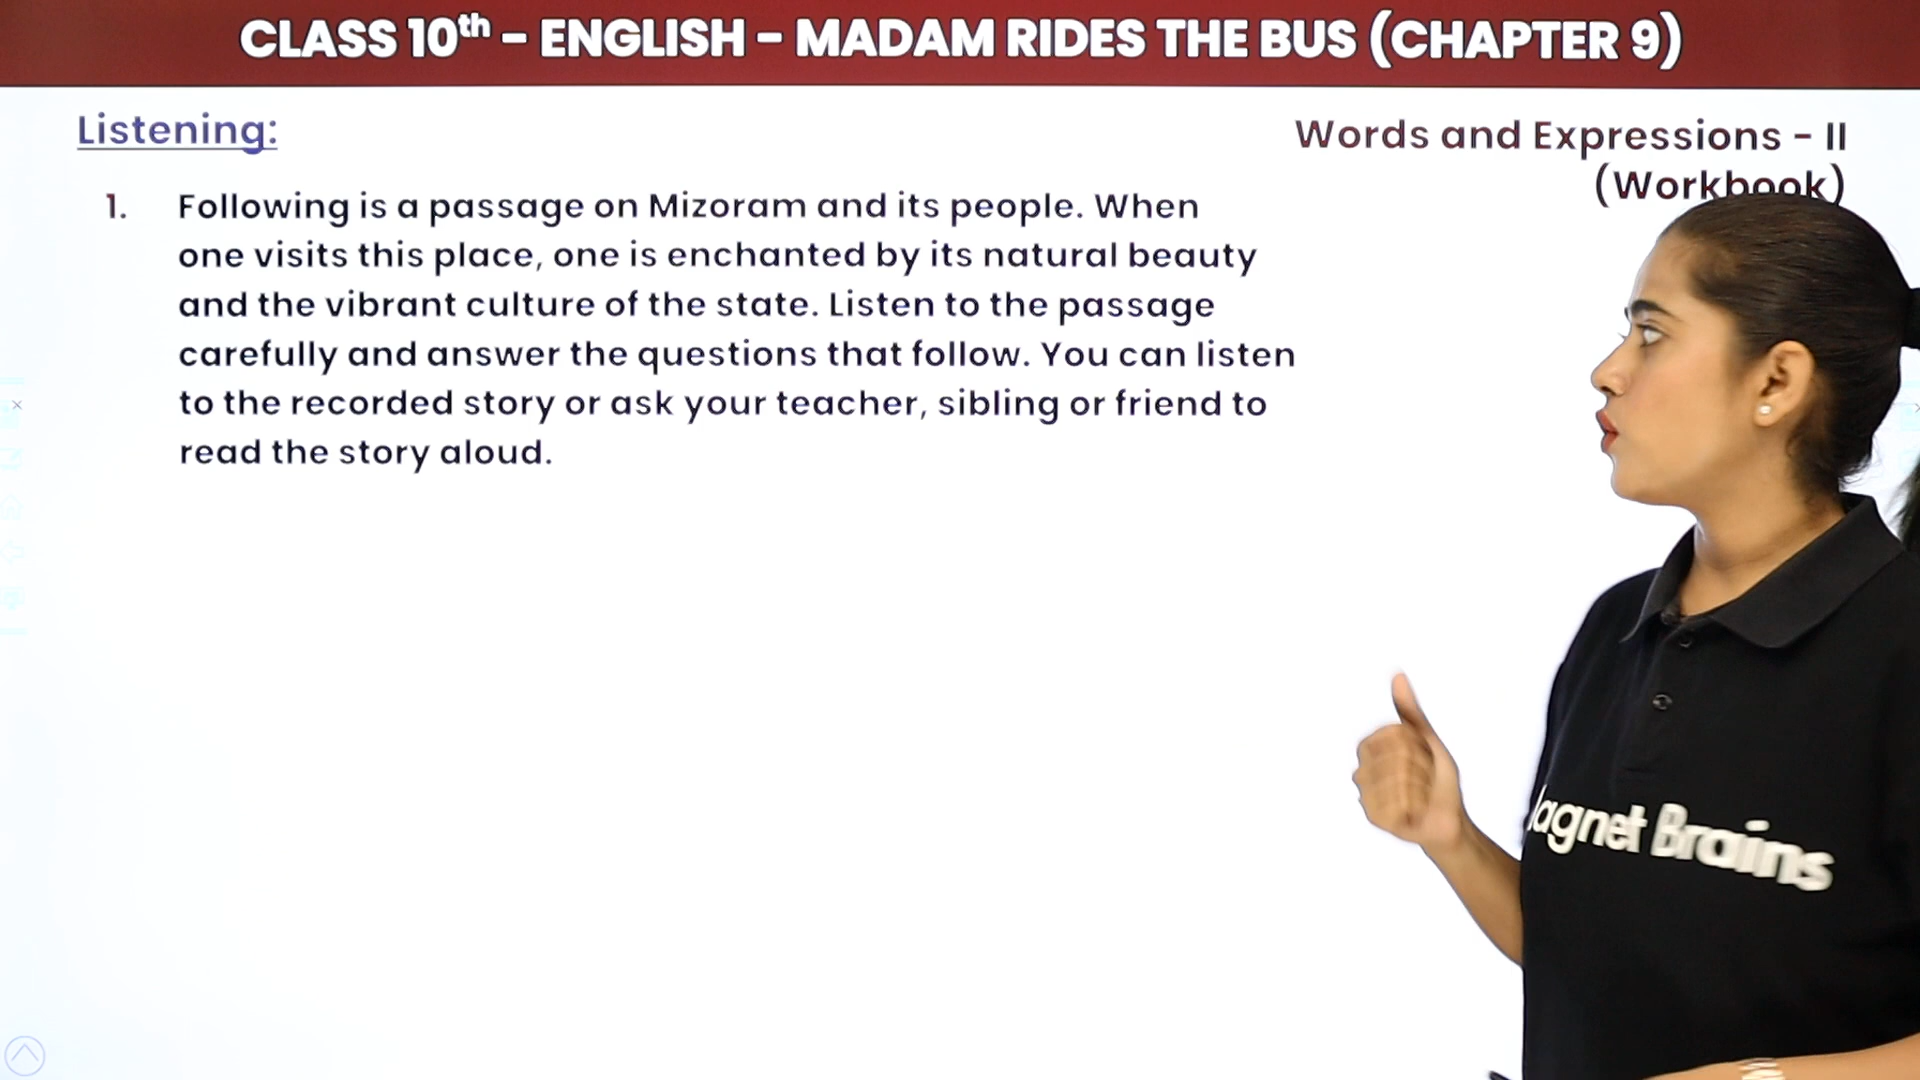 CLASS 10th - ENGLISH - MADAM RIDES THE BUS (CHAPTER 9)
Listening:
Words and Expressions - II
(Workbook)
1. Following is a passage on Mizoram and its people. When
one visits this place, one is enchanted by its natural beauty
and the vibrant culture of the state. Listen to the passage
carefully and answer the questions that follow. You can listen
to the recorded story or ask your teacher, sibling or friend to
read the story aloud.
agnet Brains